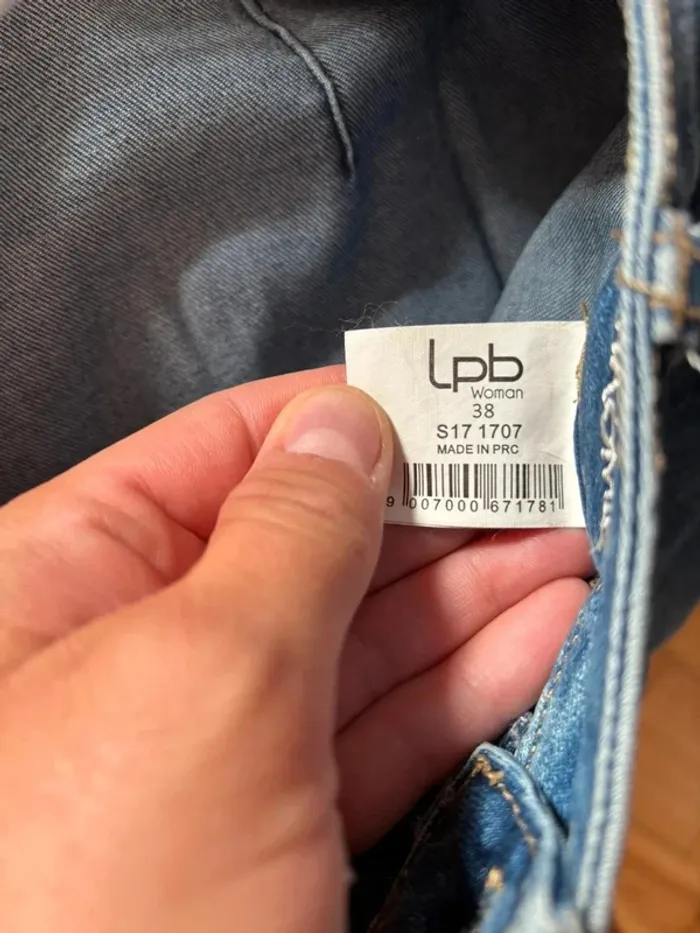 Lpb
Woman
38
S17 1707
MADE IN PRC
9 007000 671781